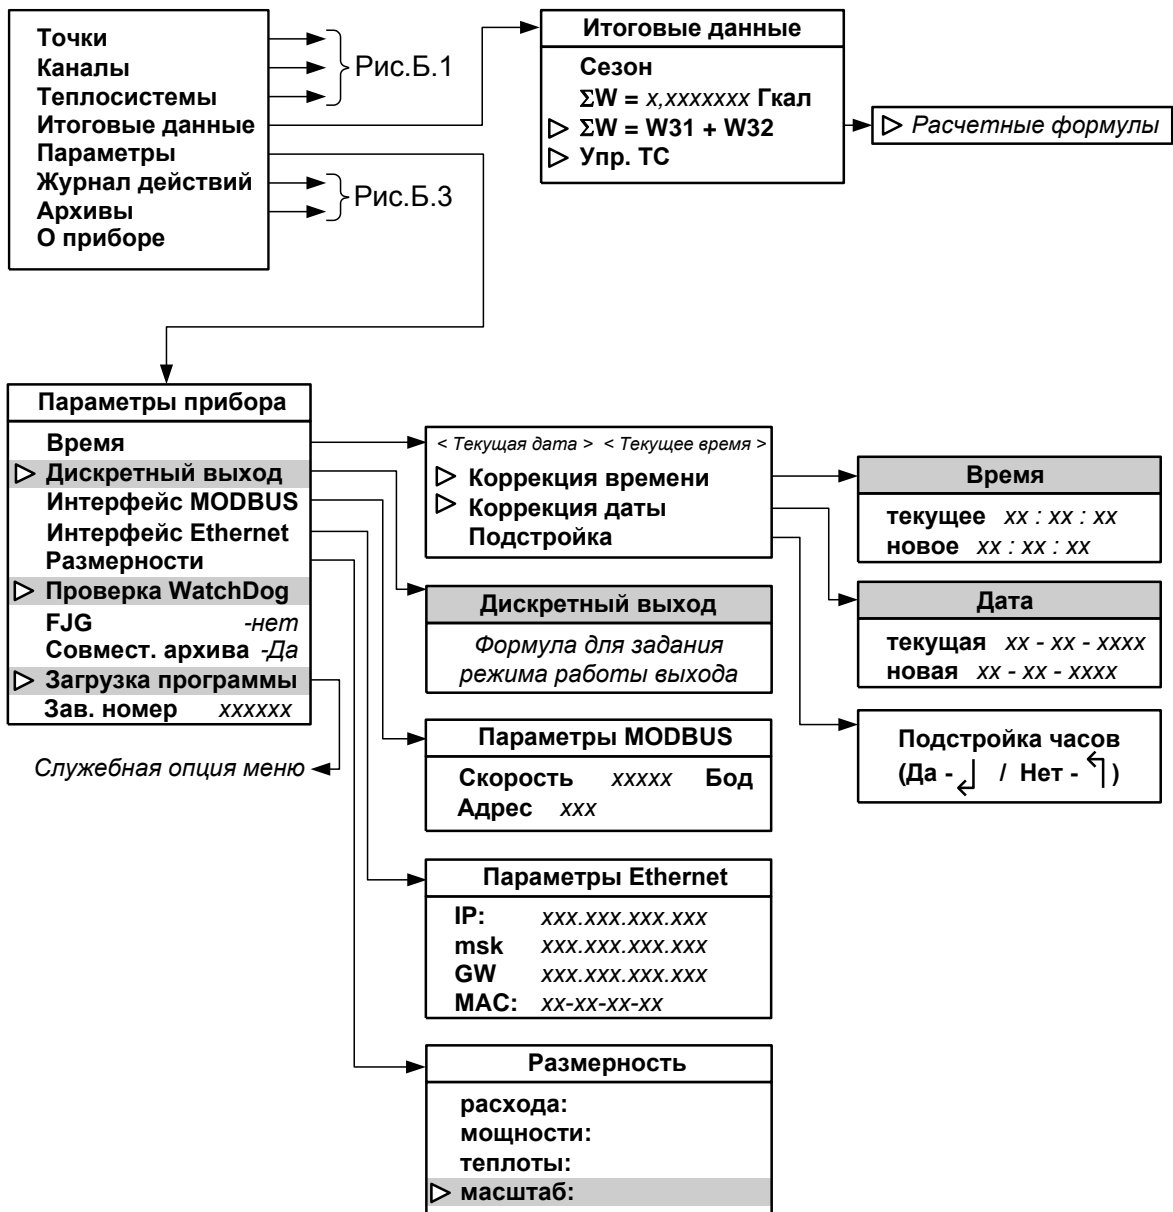 Точки
Каналы
Теплосистемы
Итоговые данные
Параметры
Журнал действий
Архивы
О приборе
Рис.Б.1
Рис.Б.3
Итоговые данные
Сезон
ΣW = x,xxxxxxx Гкал
ΣW = W31 + W32
Упр. ТС
Расчетные формулы
Параметры прибора
Время
Дискретный выход
Интерфейс MODBUS
Интерфейс Ethernet
Размерности
Проверка WatchDog
FJG -нет
Совмест. архива -Да
Загрузка программы
Зав. номер xxxxxx
Служебная опция меню
< Текущая дата > < Текущее время >
Коррекция времени
Коррекция даты
Подстройка
Время
текущее xx : xx : xx
новое xx : xx : xx
Дата
текущая xx - xx - xxxx
новая xx - xx - xxxx
Подстройка часов
(Да - / Нет - )
Дискретный выход
Формула для задания
режима работы выхода
Параметры MODBUS
Скорость xxxxx Бод
Адрес xxx
Параметры Ethernet
IP: xxx.xxx.xxx.xxx
msk xxx.xxx.xxx.xxx
GW xxx.xxx.xxx.xxx
MAC: xx-xx-xx-xx
Размерность
расхода:
мощности:
теплоты:
масштаб: